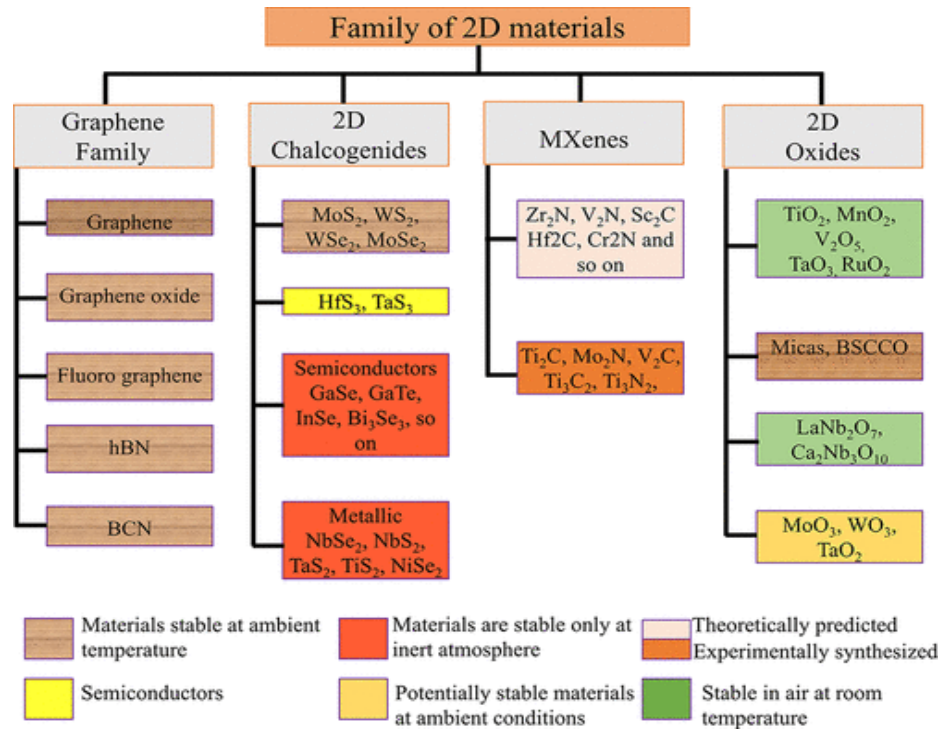 Family of 2D materials
Graphene
Family
Graphene
Graphene oxide
Fluoro graphene
hBN
BCN
2D
Chalcogenides
MoS₂, WS₂,
WSe₂, MoSe₂
HfS₃, TaS₃
Semiconductors
GaSe, GaTe,
InSe, Bi₃Se₃, so
on
Metallic
NbSe₂, NbS₂,
TaS₂, TiS₂, NiSe₂
MXenes
Zr₂N, V₂N, Sc₂C
Hf2C, Cr2N and
so on
Ti₂C, Mo₂N, V₂C,
Ti₃C₂, Ti₃N₂,
2D
Oxides
TiO₂, MnO₂,
V₂O₅,
TaO₃, RuO₂
Micas, BSCCO
LaNb₂O₇,
Ca₂Nb₃O₁₀
MoO₃, WO₃,
TaO₂
Materials stable at ambient
temperature
Materials are stable only at
inert atmosphere
Theoretically predicted
Experimentally synthesized
Semiconductors
Potentially stable materials
at ambient conditions
Stable in air at room
temperature